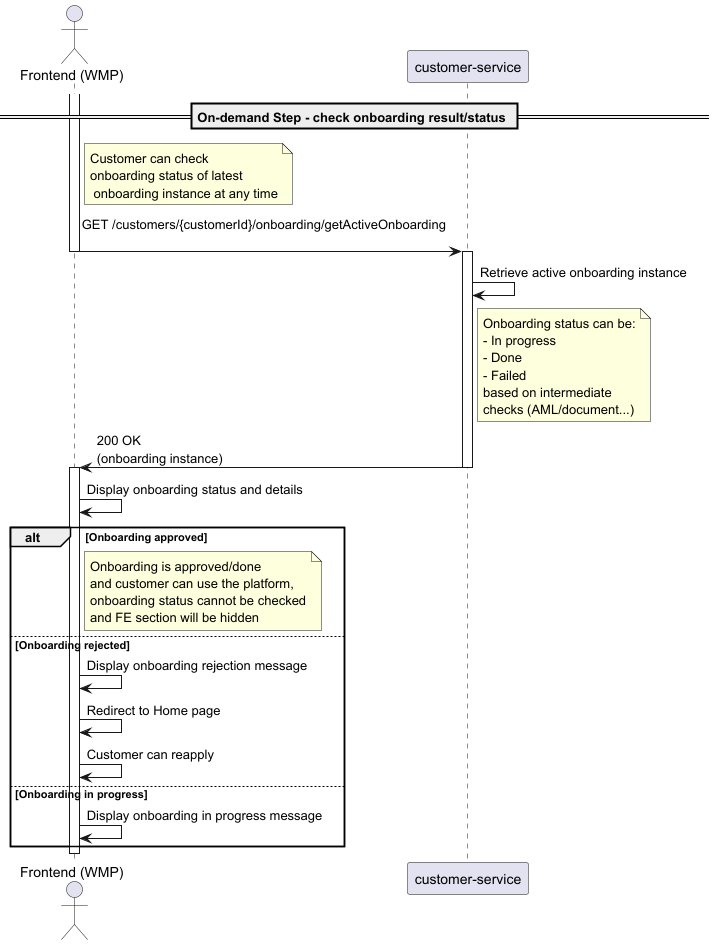 Frontend (WMP)
customer-service
On-demand Step - check onboarding result/status
Customer can check
onboarding status of latest
onboarding instance at any time
GET /customers/{customerId}/onboarding/getActiveOnboarding
Retrieve active onboarding instance
Onboarding status can be:
- In progress
- Done
- Failed
based on intermediate
checks (AML/document...)
200 OK
(onboarding instance)
Display onboarding status and details
alt
[Onboarding approved]
Onboarding is approved/done
and customer can use the platform,
onboarding status cannot be checked
and FE section will be hidden
[Onboarding rejected]
Display onboarding rejection message
Redirect to Home page
Customer can reapply
[Onboarding in progress]
Display onboarding in progress message
Frontend (WMP)
customer-service